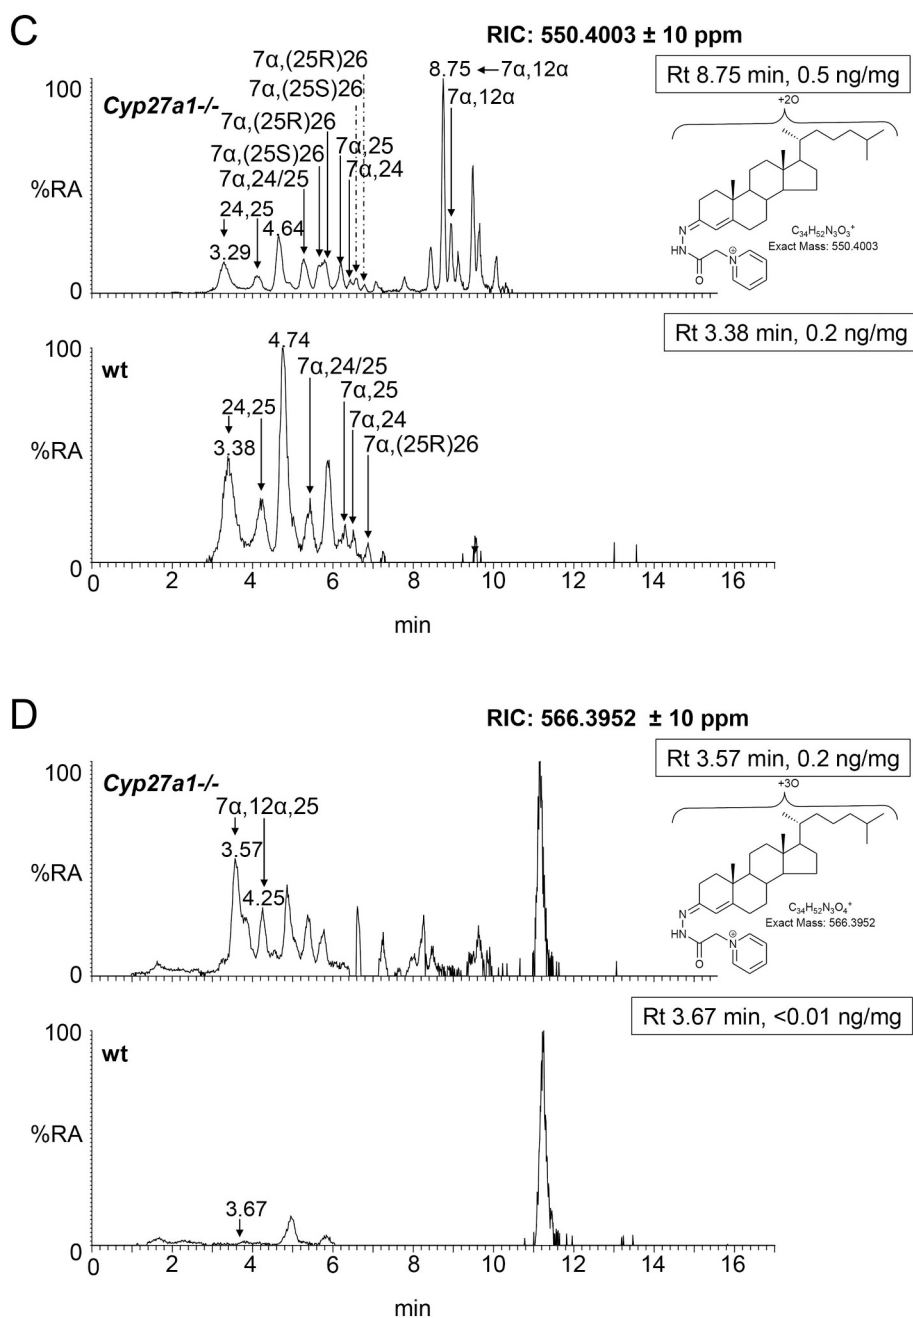 C
RIC: 550.4003 ± 10 ppm
7α,(25R)26
7α,(25S)26
7α,(25R)26
7α,(25S)26
7α,24/25
7α,25
7α,24
24,25
3.29
4.64
8.75
7α,12α
7α,12α
Cyp27a1-/-
100
%RA
0
Rt 8.75 min, 0.5 ng/mg
+2O
N
HN
O
N
⊕
C34H52N3O3+
Exact Mass: 550.4003
Rt 3.38 min, 0.2 ng/mg
wt
100
%RA
0
4.74
7α,24/25
24,25
3.38
7α,25
7α,24
7α,(25R)26
0 2 4 6 8 10 12 14 16
min
D
RIC: 566.3952 ± 10 ppm
Rt 3.57 min, 0.2 ng/mg
Cyp27a1-/-
100
%RA
0
7α,12α,25
3.57
4.25
+3O
N
HN
O
N
⊕
C34H52N3O4+
Exact Mass: 566.3952
Rt 3.67 min, <0.01 ng/mg
wt
100
%RA
0
3.67
0 2 4 6 8 10 12 14 16
min